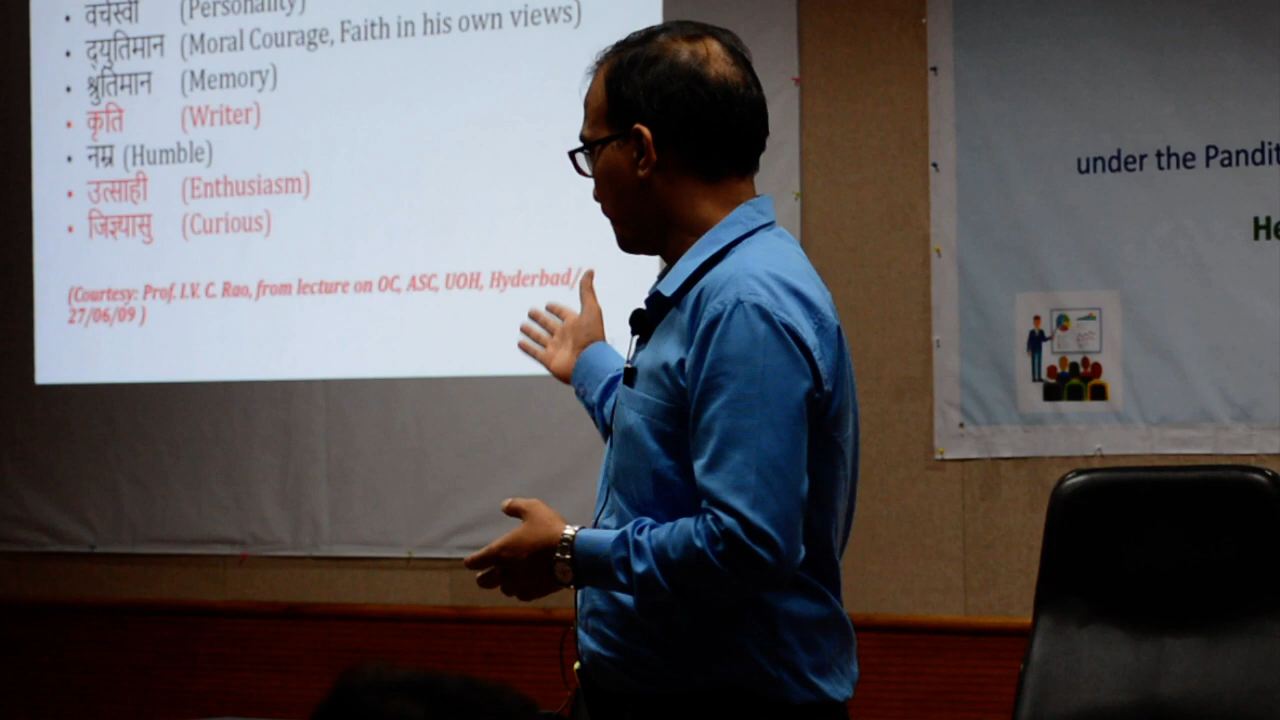 • वर्चस्वी (Personality)
• द्युतिमान (Moral Courage, Faith in his own views)
• श्रुतिमान (Memory)
• कृति (Writer)
• नम्र (Humble)
• उत्साही (Enthusiasm)
• जिज्ञासु (Curious)
(Courtesy: Prof. I.V. C. Rao, from lecture on OC, ASC, UOH, Hyderbad/
27/06/09 )
under the Pandit
He